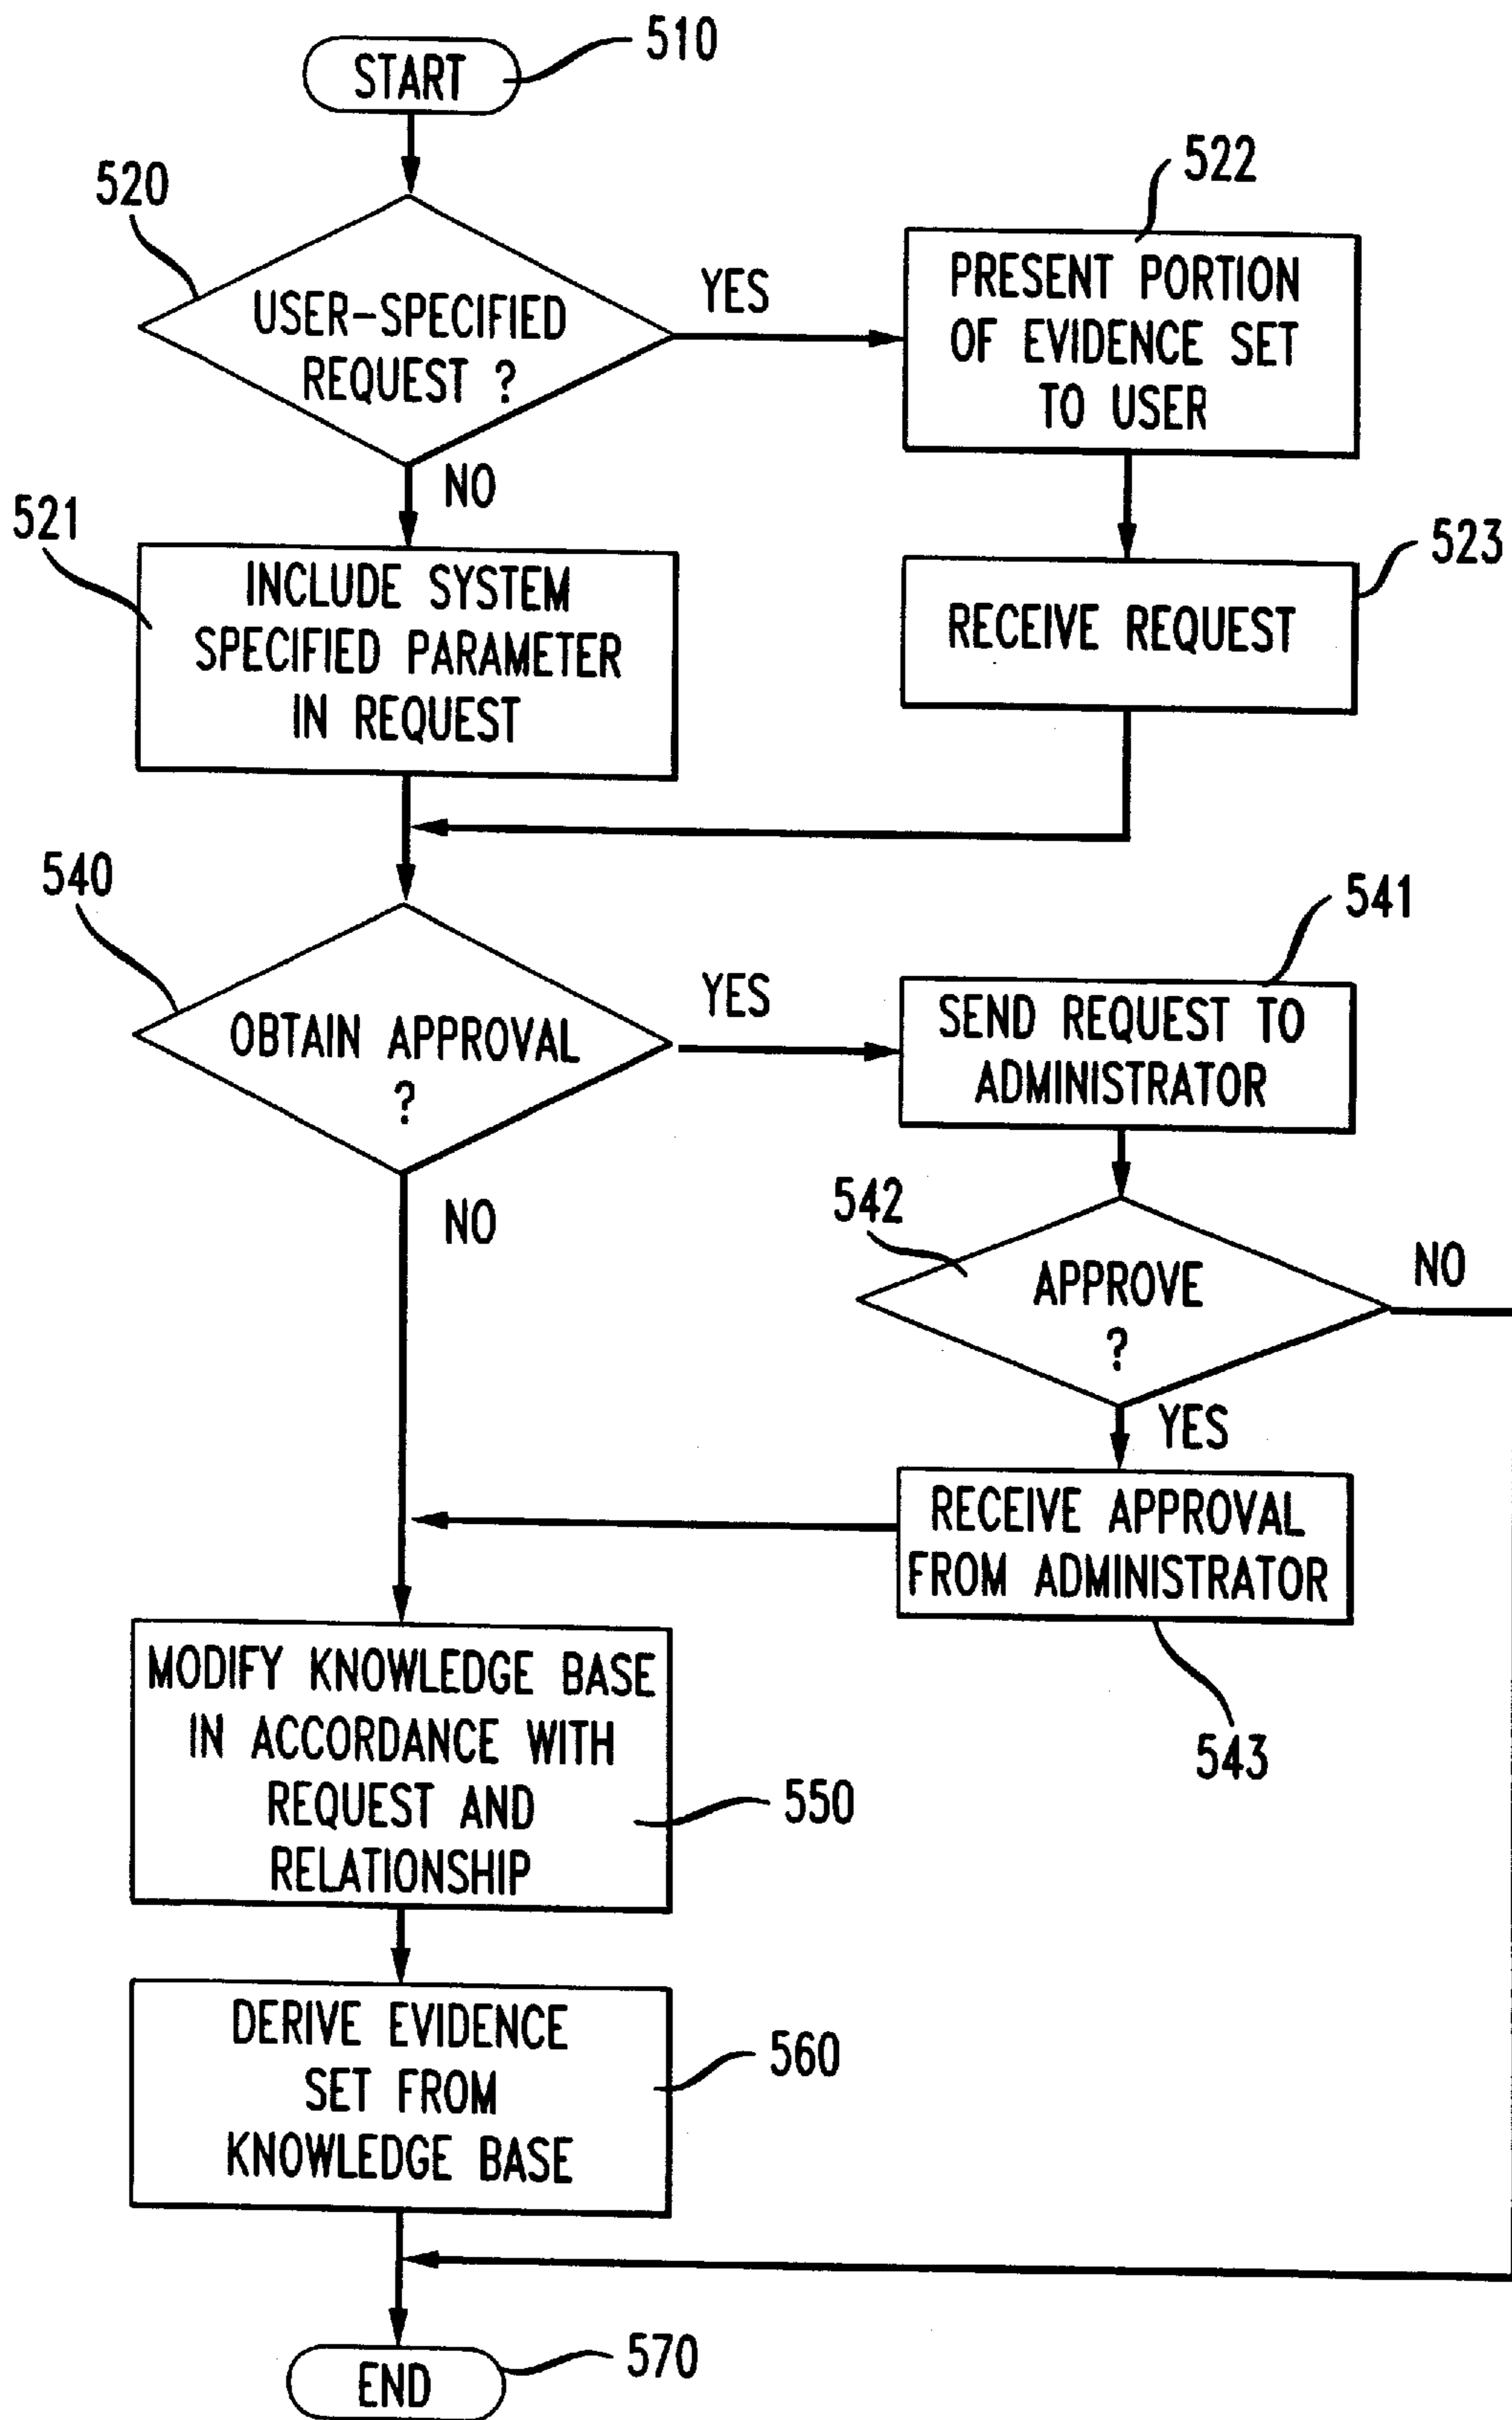 START
510
520
USER-SPECIFIED
REQUEST ?
YES
522
PRESENT PORTION
OF EVIDENCE SET
TO USER
NO
521
INCLUDE SYSTEM
SPECIFIED PARAMETER
IN REQUEST
523
RECEIVE REQUEST
540
OBTAIN APPROVAL
?
YES
541
SEND REQUEST TO
ADMINISTRATOR
NO
542
APPROVE
?
NO
YES
RECEIVE APPROVAL
FROM ADMINISTRATOR
543
MODIFY KNOWLEDGE BASE
IN ACCORDANCE WITH
REQUEST AND
RELATIONSHIP
550
DERIVE EVIDENCE
SET FROM
KNOWLEDGE BASE
560
END
570